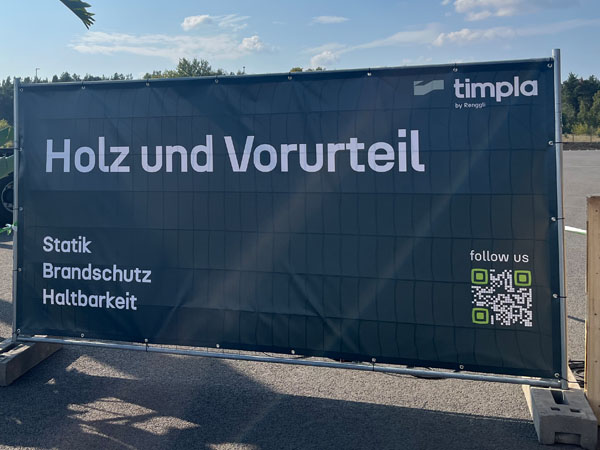 timpla
by Renggli
Holz und Vorurteil
Statik
Brandschutz
Haltbarkeit
follow us